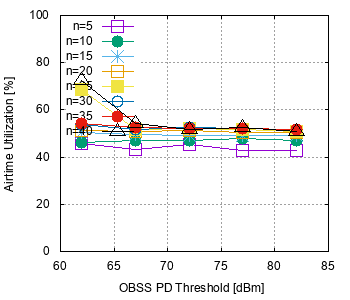 100
80
60
40
20
0
60
65
70
75
80
85
Airtime Utilization [%]
OBSS PD Threshold [dBm]
n=5
n=10
n=15
n=20
n=25
n=30
n=35
n=40